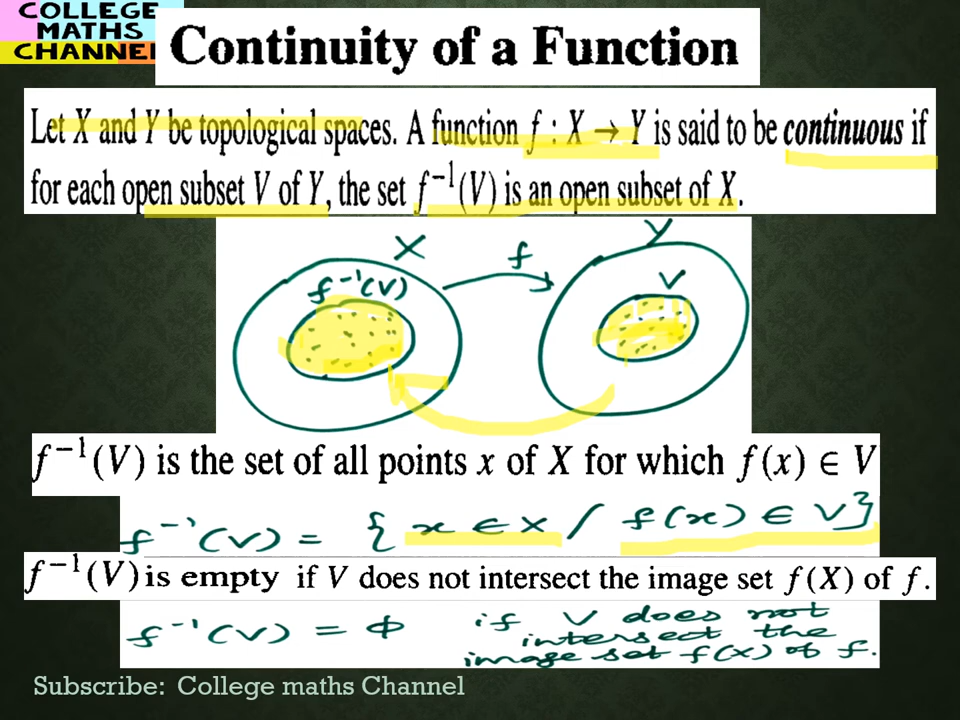 COLLEGE
MATHS
CHANNEL
Continuity of a Function
Let X and Y be topological spaces. A function f : X → Y is said to be continuous if
for each open subset V of Y, the set f⁻¹(V) is an open subset of X.
X f Y
f⁻¹(V) V
f⁻¹(V) is the set of all points x of X for which f(x) ∈ V
f⁻¹(V) = { x ∈ X / f(x) ∈ V}
f⁻¹(V) is empty if V does not intersect the image set f(X) of f.
f⁻¹(V) = Φ if V does not
intersect the
image set f(X) of f.
Subscribe: College maths Channel